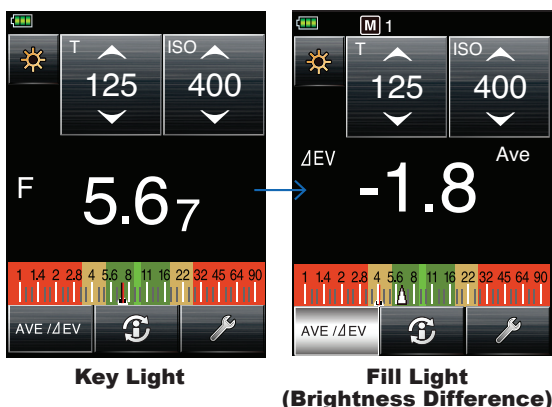 T
ISO
125
400
F
5.67
1 1.4 2 2.8 4 5.6 8 11 16 22 32 45 64 90
AVE /⊿EV
Key Light
M 1
T
ISO
125
400
⊿EV
-1.8
Ave
1 1.4 2 2.8 4 5.6 8 11 16 22 32 45 64 90
AVE /⊿EV
Fill Light
(Brightness Difference)